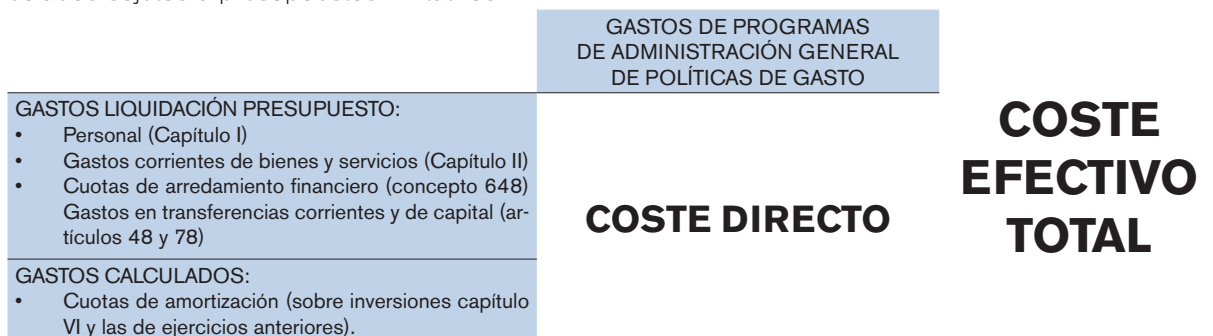 GASTOS DE PROGRAMAS
DE ADMINISTRACIÓN GENERAL
DE POLÍTICAS DE GASTO
GASTOS LIQUIDACIÓN PRESUPUESTO:
• Personal (Capítulo I)
• Gastos corrientes de bienes y servicios (Capítulo II)
• Cuotas de arredamiento financiero (concepto 648)
Gastos en transferencias corrientes y de capital (ar-
tículos 48 y 78)
GASTOS CALCULADOS:
• Cuotas de amortización (sobre inversiones capítulo
VI y las de ejercicios anteriores).
COSTE DIRECTO
COSTE
EFECTIVO
TOTAL